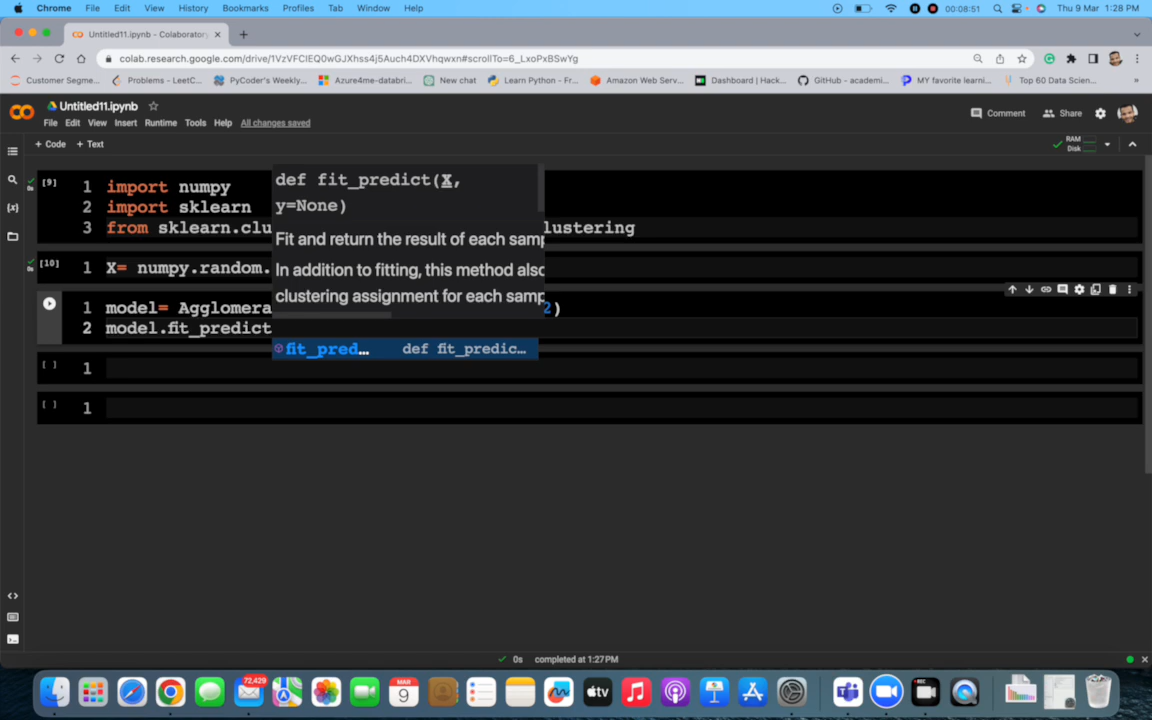 Chrome File Edit View History Bookmarks Profiles Tab Window Help 00:08:51 Thu 9 Mar 1:28 PM
Untitled11.ipynb - Colaboratory
colab.research.google.com/drive/1VzVFCIEQ0wGJXhss4j5Auch4DXVhqwxn#scrollTo=6_LxoPxBSwYg
Customer Segme... Problems - LeetC... PyCoder's Weekly... Azure4me-databri... New chat Learn Python - Fr... Amazon Web Serv... Dashboard | Hack... GitHub - academi... MY favorite learni... Top 60 Data Scien...
Untitled11.ipynb
File Edit View Insert Runtime Tools Help All changes saved
Comment Share
+ Code + Text RAM
Disk
[9] 1 import numpy
2 import sklearn
3 from sklearn.clu lustering
[10] 1 X= numpy.random.
1 model= Agglomera 2)
2 model.fit_predict
def fit_predict(X,
y=None)
Fit and return the result of each samp
In addition to fitting, this method also
clustering assignment for each samp
fit_pred… def fit_predic…
[ ] 1
[ ] 1
0s completed at 1:27PM
72,429
MAR
9
tv
REC